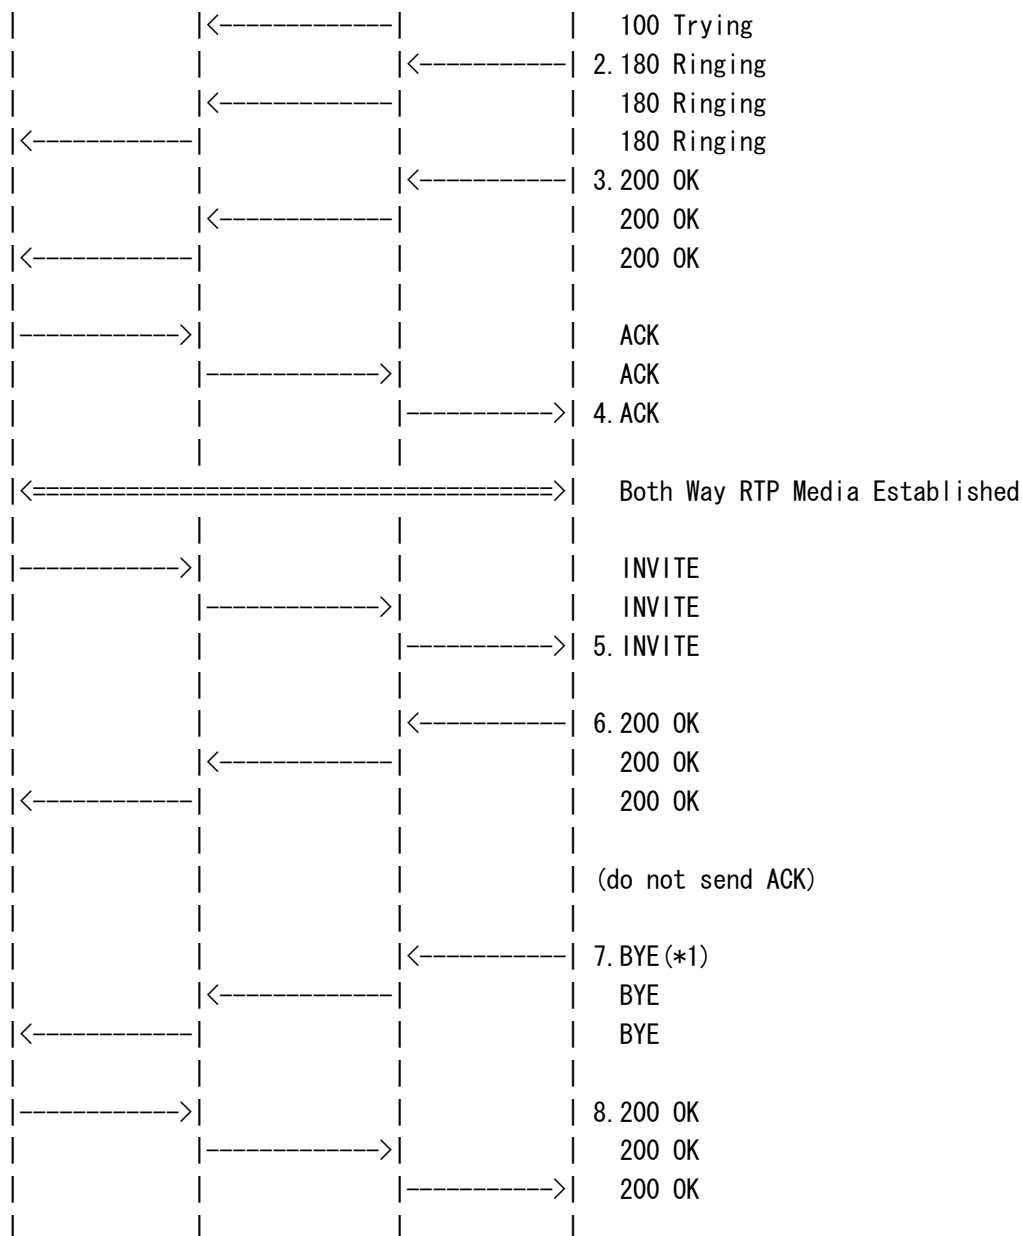 100 Trying
2.180 Ringing
180 Ringing
180 Ringing
3.200 OK
200 OK
200 OK
ACK
ACK
4.ACK
Both Way RTP Media Established
INVITE
INVITE
5.INVITE
6.200 OK
200 OK
200 OK
(do not send ACK)
7.BYE(*1)
BYE
BYE
8.200 OK
200 OK
200 OK